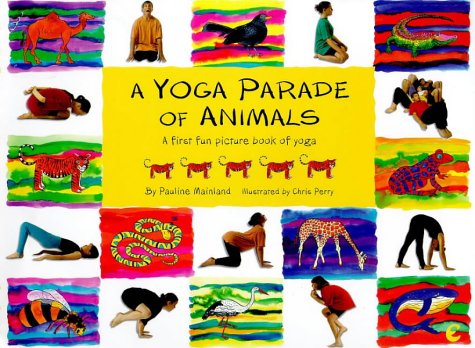 A YOGA PARADE
OF ANIMALS
A first fun picture book of yoga
By Pauline Mainland Illustrated by Chris Perry